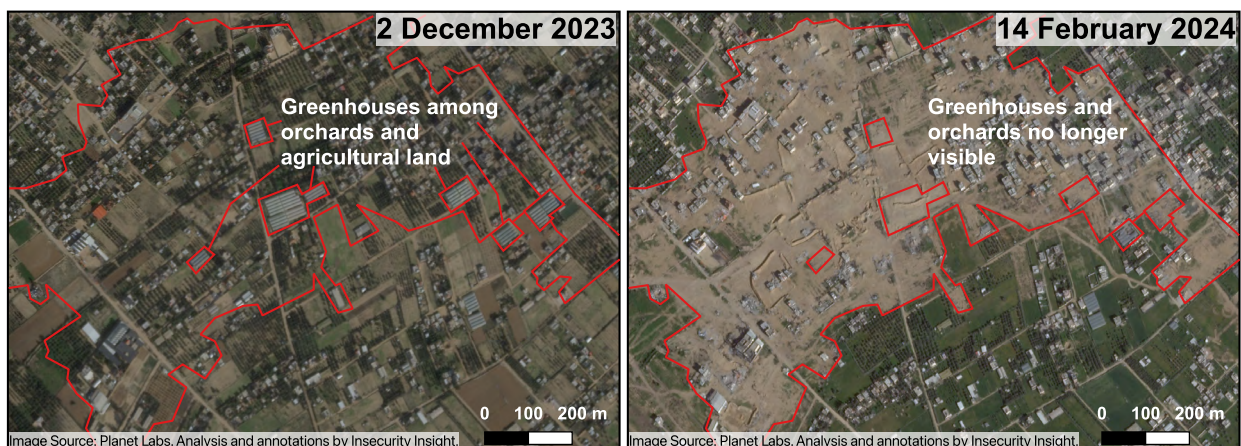 2 December 2023
Greenhouses among
orchards and
agricultural land
0 100 200 m
Image Source: Planet Labs. Analysis and annotations by Insecurity Insight.
14 February 2024
Greenhouses and
orchards no longer
visible
0 100 200 m
Image Source: Planet Labs. Analysis and annotations by Insecurity Insight.